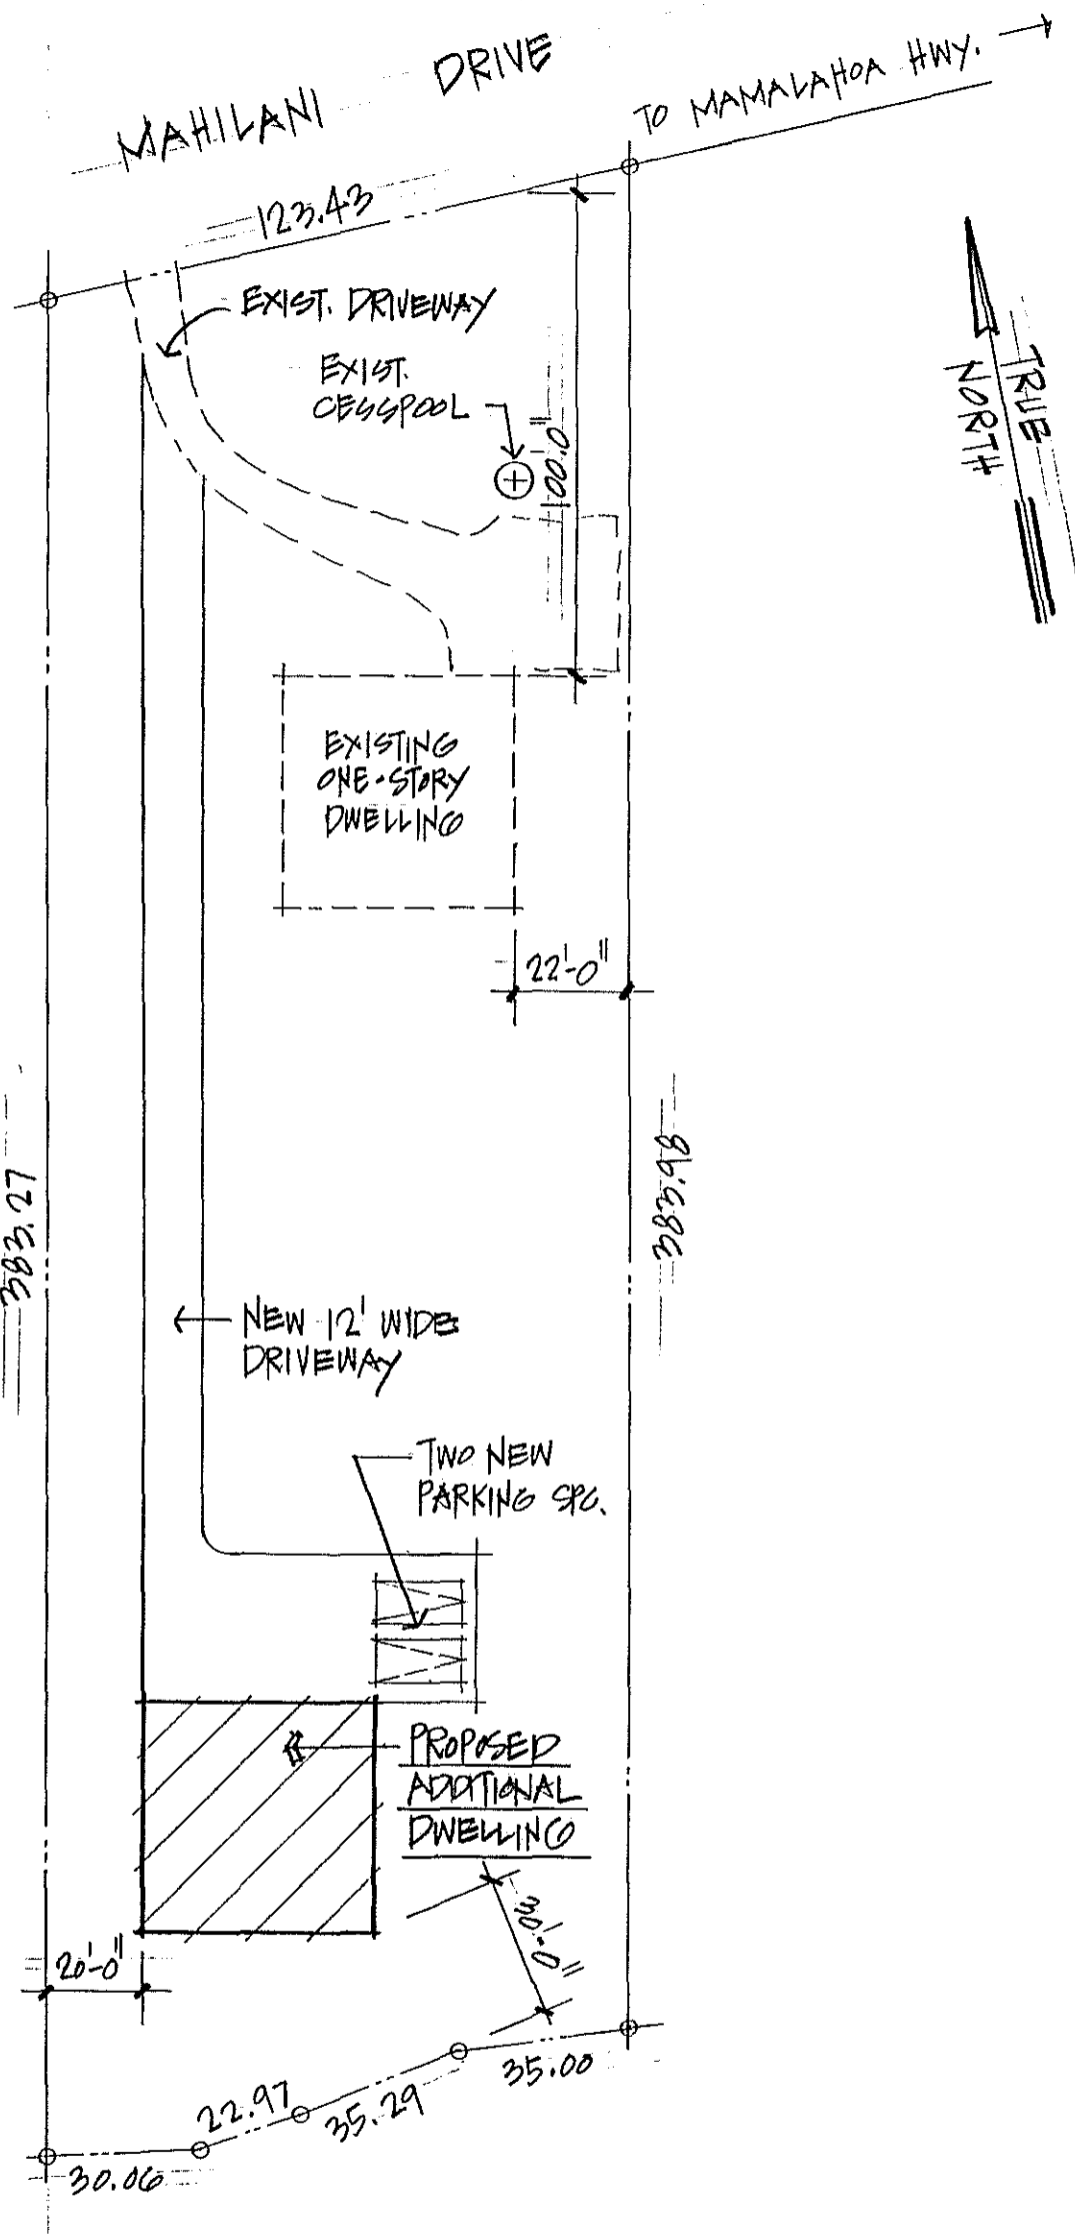 MAHILANI DRIVE
TO MAMALAHOA HWY.
123.43
EXIST. DRIVEWAY
EXIST.
CESSPOOL
100'.0"
TRUE
NORTH
EXISTING
ONE-STORY
DWELLING
22'-0"
383.27
383.98
NEW 12' WIDE
DRIVEWAY
TWO NEW
PARKING SPC.
PROPOSED
ADDITIONAL
DWELLING
30'-0"
20'-0"
35.00
22.97
35.29
30.06